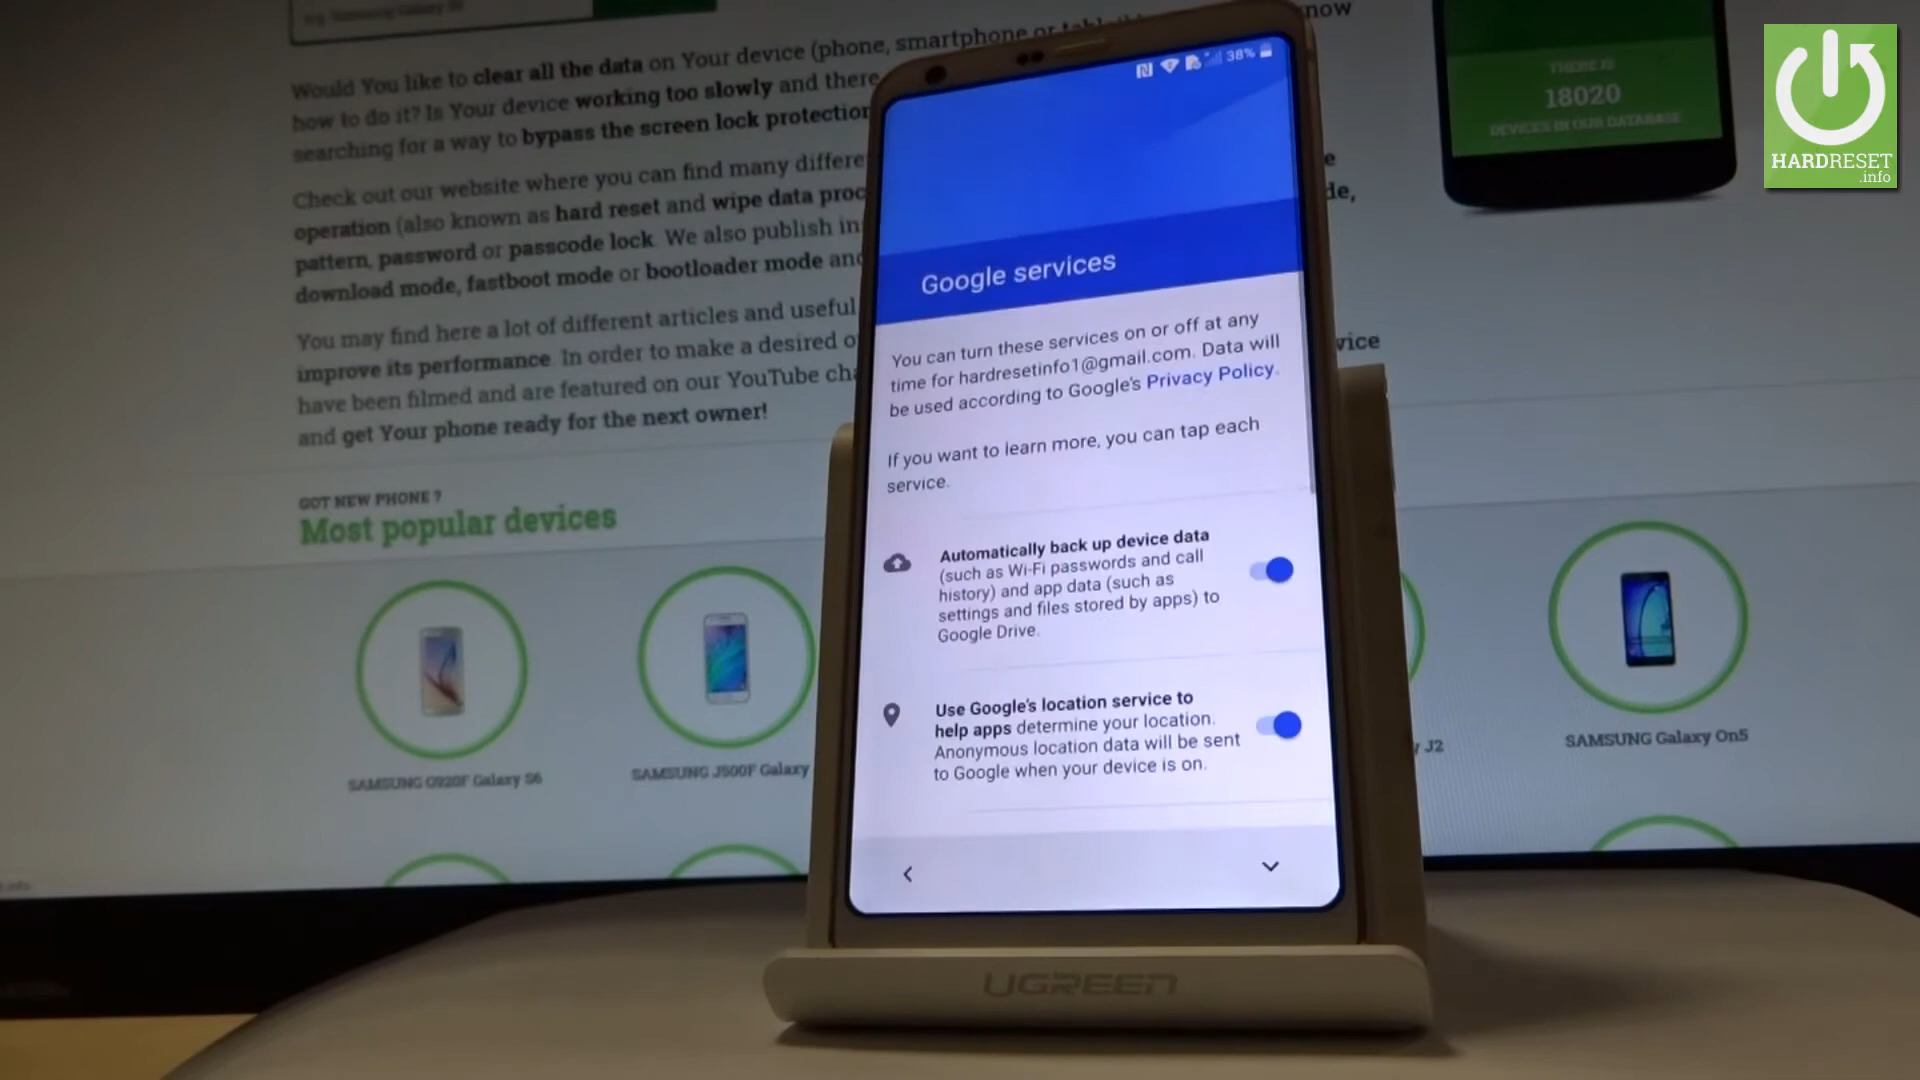 e.g. Samsung Galaxy S6
now
Would You like to clear all the data on Your device (phone, smartphone or
how to do it? Is Your device working too slowly and there
searching for a way to bypass the screen lock protection
Check out our website where you can find many differe
e
operation (also known as hard reset and wipe data proc
de,
pattern, password or passcode lock. We also publish in
download mode, fastboot mode or bootloader mode and
You may find here a lot of different articles and useful
vice
improve its performance. In order to make a desired o
have been filmed and are featured on our YouTube cha
and get Your phone ready for the next owner!
GOT NEW PHONE ?
Most popular devices
SAMSUNG G920F Galaxy S6
SAMSUNG J500F Galaxy
J2
SAMSUNG Galaxy On5
THERE IS
18020
DEVICES IN OUR DATABASE
HARDRESET
.info
38%
Google services
You can turn these services on or off at any
time for hardresetinfo1@gmail.com. Data will
be used according to Google's Privacy Policy.
If you want to learn more, you can tap each
service.
Automatically back up device data
(such as Wi-Fi passwords and call
history) and app data (such as
settings and files stored by apps) to
Google Drive.
Use Google's location service to
help apps determine your location.
Anonymous location data will be sent
to Google when your device is on.
UGREEN